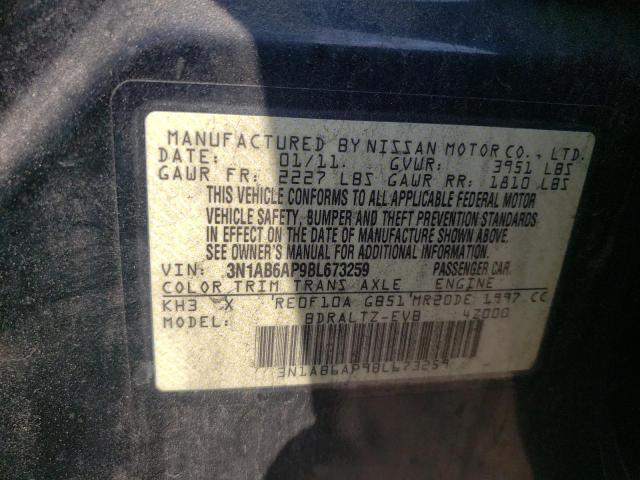 MANUFACTURED BY NISSAN MOTOR CO., LTD.
DATE: 01/11. GVWR: 3951 LBS
GAWR FR: 2227 LBS GAWR RR: 1810 LBS
THIS VEHICLE CONFORMS TO ALL APPLICABLE FEDERAL MOTOR
VEHICLE SAFETY, BUMPER AND THEFT PREVENTION STANDARDS
IN EFFECT ON THE DATE OF MANUFACTURE SHOWN ABOVE.
SEE OWNER'S MANUAL FOR ADDITIONAL INFORMATION.
VIN: 3N1AB6AP9BL673259 PASSENGER CAR
COLOR TRIM TRANS AXLE ENGINE
KH3 X RE0F10A GB51 MR20DE 1997 CC
MODEL: BDRALTZ-EVB 4Z000
3N1AB6AP9BL673259